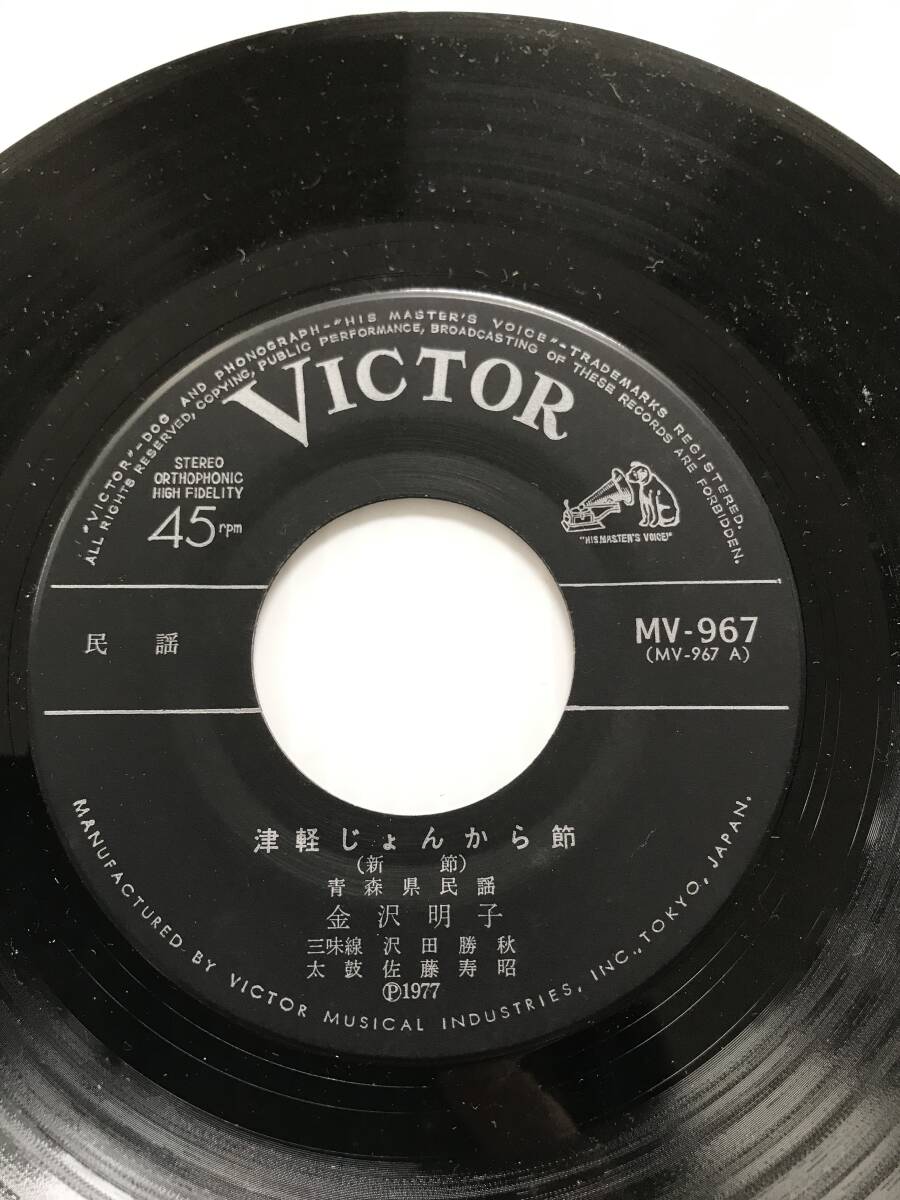 "VICTOR"-DOG AND PHONOGRAPH-"HIS MASTER'S VOICE"-TRADEMARKS REGISTERED.
ALL RIGHTS RESERVED, COPYING, PUBLIC PERFORMANCE, BROADCASTING OF THESE RECORDS ARE FORBIDDEN.
VICTOR
STEREO
ORTHOPHONIC
HIGH FIDELITY
45 rpm
"HIS MASTER'S VOICE"
民謡
MV-967
(MV-967 A)
津軽じょんから節
(新節)
青森県民謡
金沢明子
三味線 沢田勝秋
太鼓 佐藤寿昭
Ⓟ1977
MANUFACTURED BY VICTOR MUSICAL INDUSTRIES, INC., TOKYO, JAPAN.